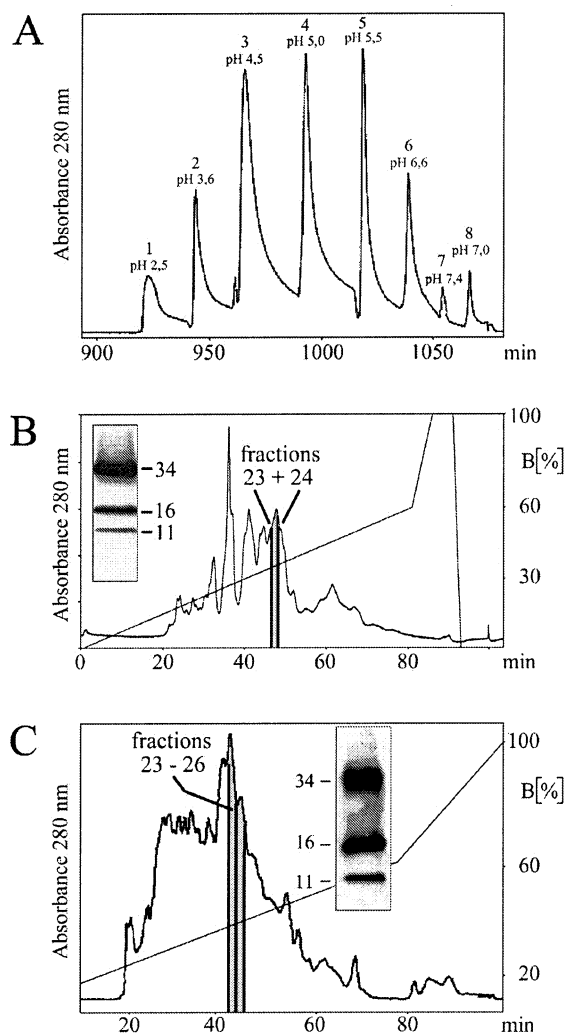 A
Absorbance 280 nm
1
pH 2,5
2
pH 3,6
3
pH 4,5
4
pH 5,0
5
pH 5,5
6
pH 6,6
7
pH 7,4
8
pH 7,0
900 950 1000 1050 min
B
Absorbance 280 nm
34
16
11
fractions
23 + 24
100
B[%]
60
30
0 20 40 60 80 min
C
Absorbance 280 nm
fractions
23 - 26
34
16
11
100
B[%]
60
20
20 40 60 80 min